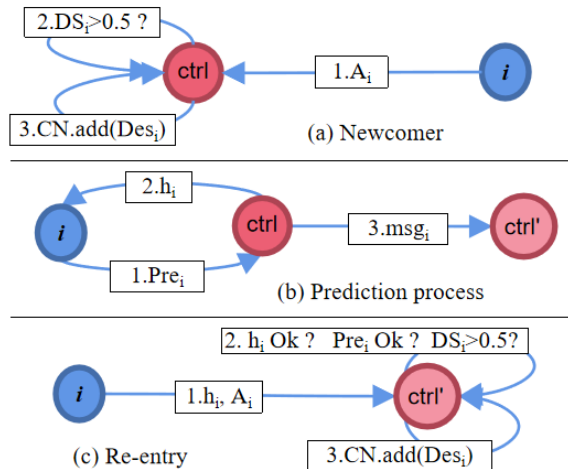 2.DSi>0.5 ?
ctrl
1.Ai
i
3.CN.add(Desi)
(a) Newcomer
2.hi
i
ctrl
3.msgi
ctrl'
1.Prei
(b) Prediction process
2. hi Ok ? Prei Ok ? DSi>0.5?
i
1.hi, Ai
ctrl'
(c) Re-entry
3.CN.add(Desi)